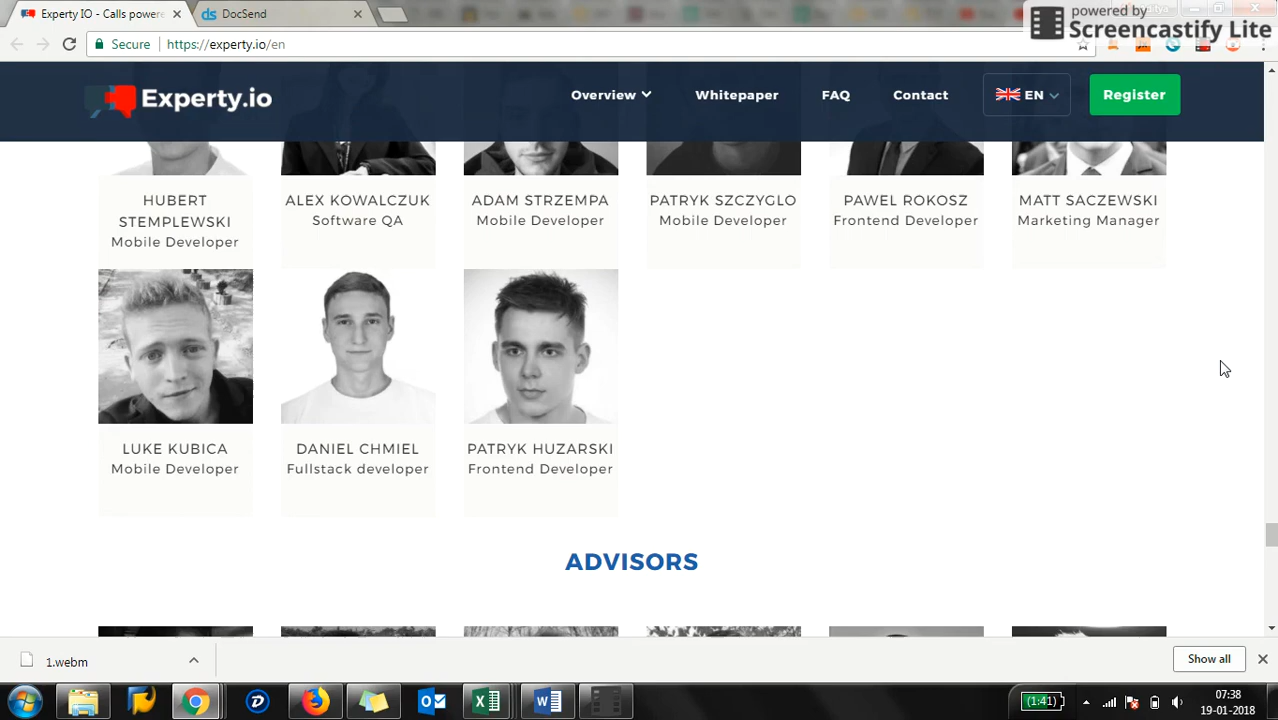 Experty IO - Calls powere
DocSend
powered by
Screencastify Lite
Secure
https://experty.io/en
Experty.io
Overview
Whitepaper
FAQ
Contact
EN
Register
HUBERT
STEMPLEWSKI
Mobile Developer
ALEX KOWALCZUK
Software QA
ADAM STRZEMPA
Mobile Developer
PATRYK SZCZYGLO
Mobile Developer
PAWEL ROKOSZ
Frontend Developer
MATT SACZEWSKI
Marketing Manager
LUKE KUBICA
Mobile Developer
DANIEL CHMIEL
Fullstack developer
PATRYK HUZARSKI
Frontend Developer
ADVISORS
1.webm
Show all
(1:41)
07:38
19-01-2018